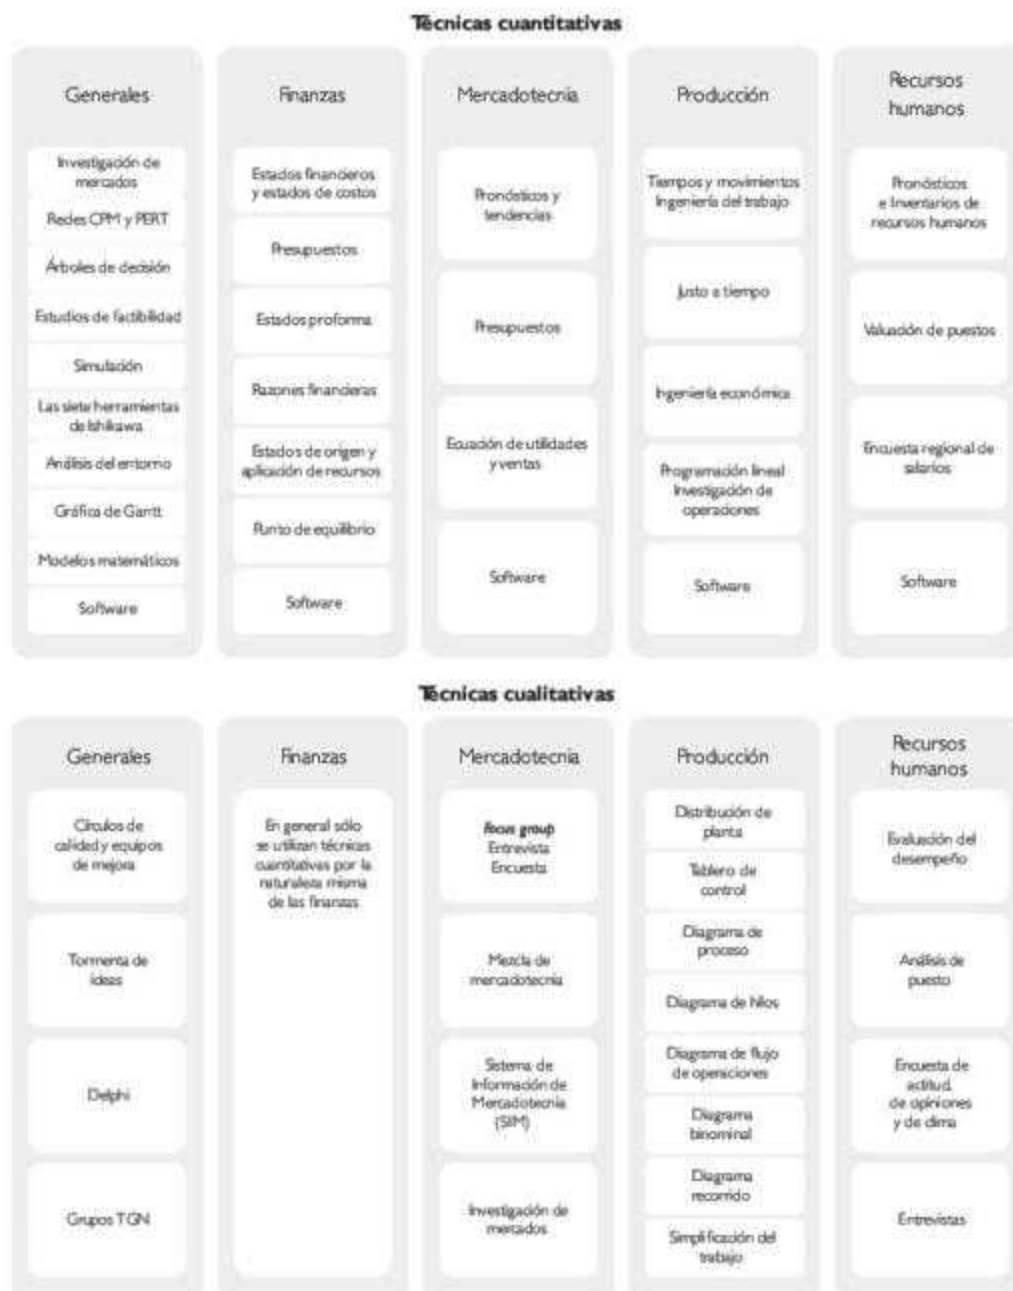 Técnicas cuantitativas
Generales
Investigación de
mercados
Redes CPM y PERT
Árboles de decisión
Estudios de factibilidad
Simulación
Las siete herramientas
de Ishikawa
Análisis del entorno
Gráfica de Gantt
Modelos matemáticos
Software
Finanzas
Estados financieros
y estados de costos
Presupuestos
Estados proforma
Razones financieras
Estados de origen y
aplicación de recursos
Punto de equilibrio
Software
Mercadotecnia
Pronósticos y
tendencias
Presupuestos
Ecuación de utilidades
y ventas
Software
Producción
Tiempos y movimientos
Ingeniería del trabajo
Justo a tiempo
Ingeniería económica
Programación lineal
Investigación de
operaciones
Software
Recursos
humanos
Pronósticos
e Inventarios de
recursos humanos
Valuación de puestos
Encuesta regional de
salarios
Software
Técnicas cualitativas
Generales
Círculos de
calidad y equipos
de mejora
Tormenta de
ideas
Delphi
Grupos TGN
Finanzas
En general sólo
se utilizan técnicas
cuantitativas por la
naturaleza misma
de las finanzas
Mercadotecnia
Focus group
Entrevista
Encuesta
Mezcla de
mercadotecnia
Sistema de
Información de
Mercadotecnia
(SIM)
Investigación de
mercados
Producción
Distribución de
planta
Tablero de
control
Diagrama de
proceso
Diagrama de hilos
Diagrama de flujo
de operaciones
Diagrama
binominal
Diagrama
recorrido
Simplificación del
trabajo
Recursos
humanos
Evaluación del
desempeño
Análisis de
puesto
Encuesta de
actitud,
de opiniones
y de clima
Entrevistas